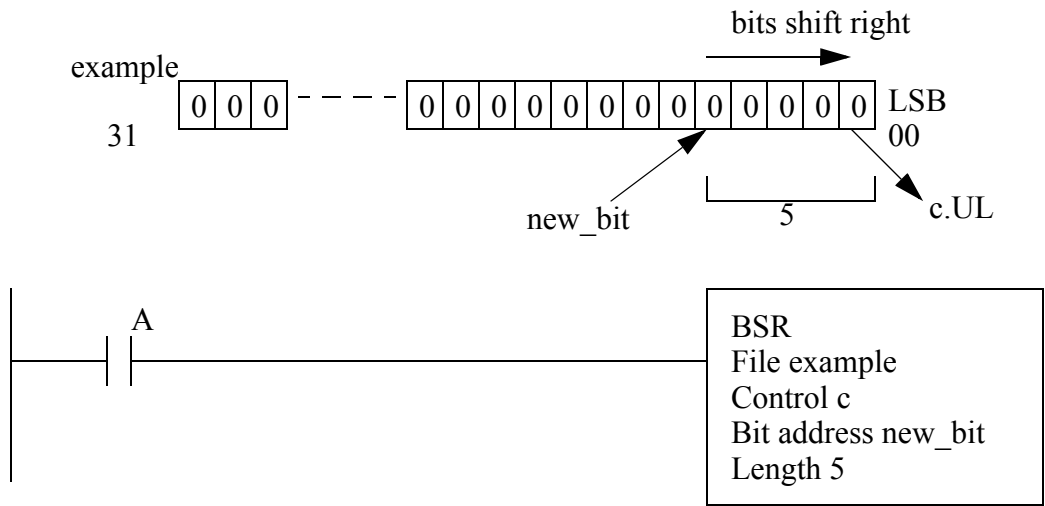 bits shift right
example
0 0 0 0 0 0 0 0 0 0 0 0 0 0 0 0 LSB
31 00
new_bit 5 c.UL
A
BSR
File example
Control c
Bit address new_bit
Length 5